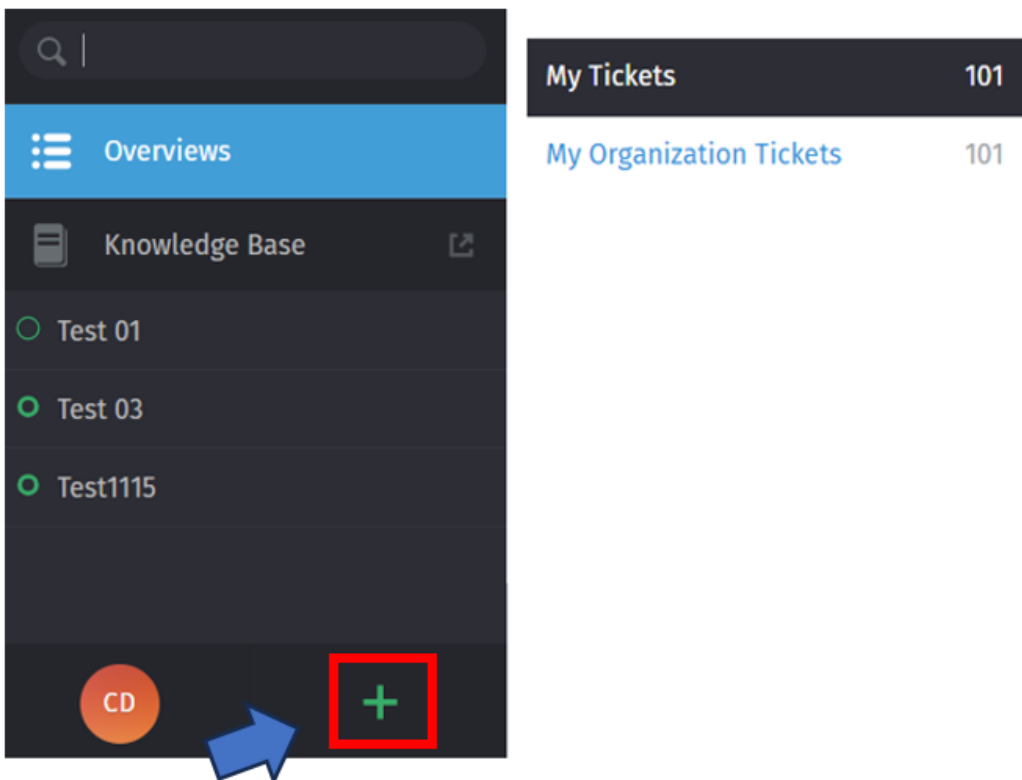 Overviews
Knowledge Base
Test 01
Test 03
Test1115
CD
My Tickets 101
My Organization Tickets 101